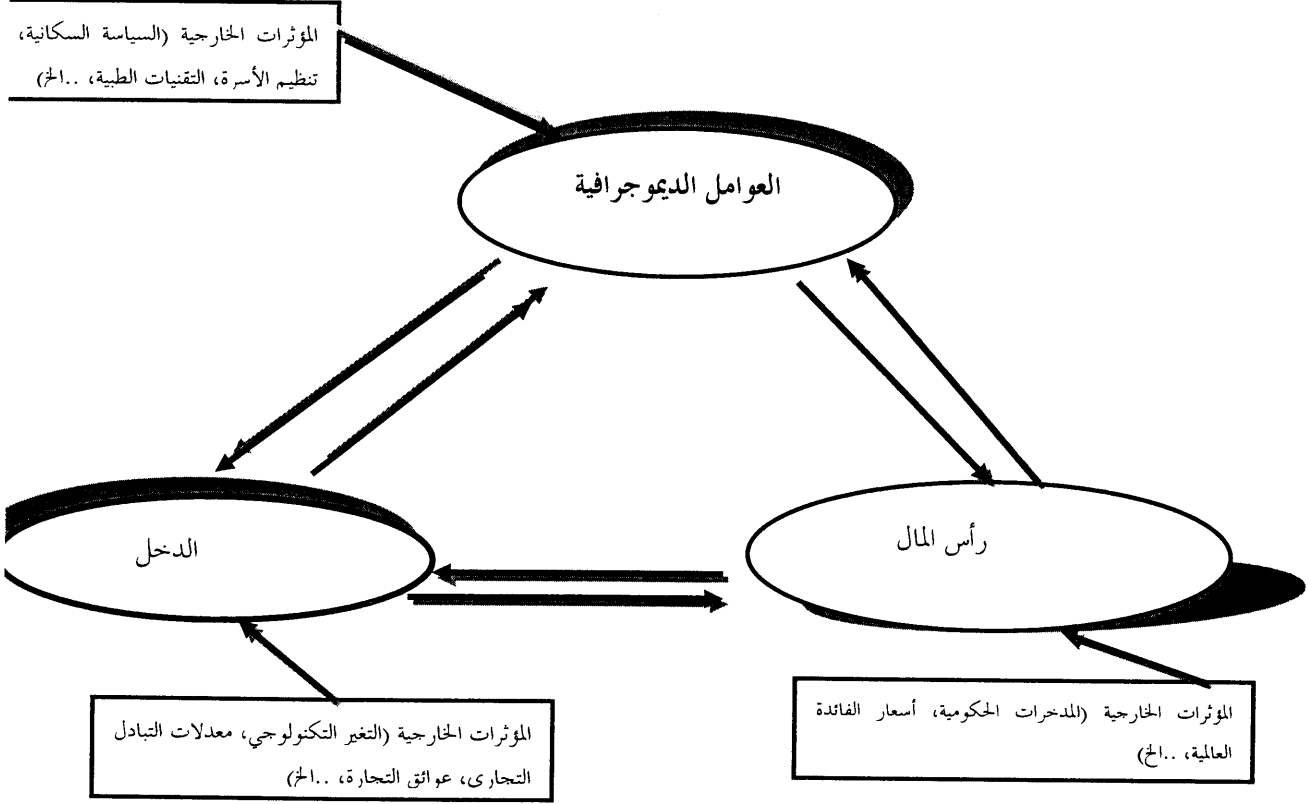 المؤثرات الخارجية (السياسة السكانية،
تنظيم الأسرة، التقنيات الطبية، ..الخ)
العوامل الديموجرافية
رأس المال
الدخل
المؤثرات الخارجية (المدخرات الحكومية، أسعار الفائدة
العالمية، ..الخ)
المؤثرات الخارجية (التغير التكنولوجي، معدلات التبادل
التجارى، عوائق التجارة، ..الخ)